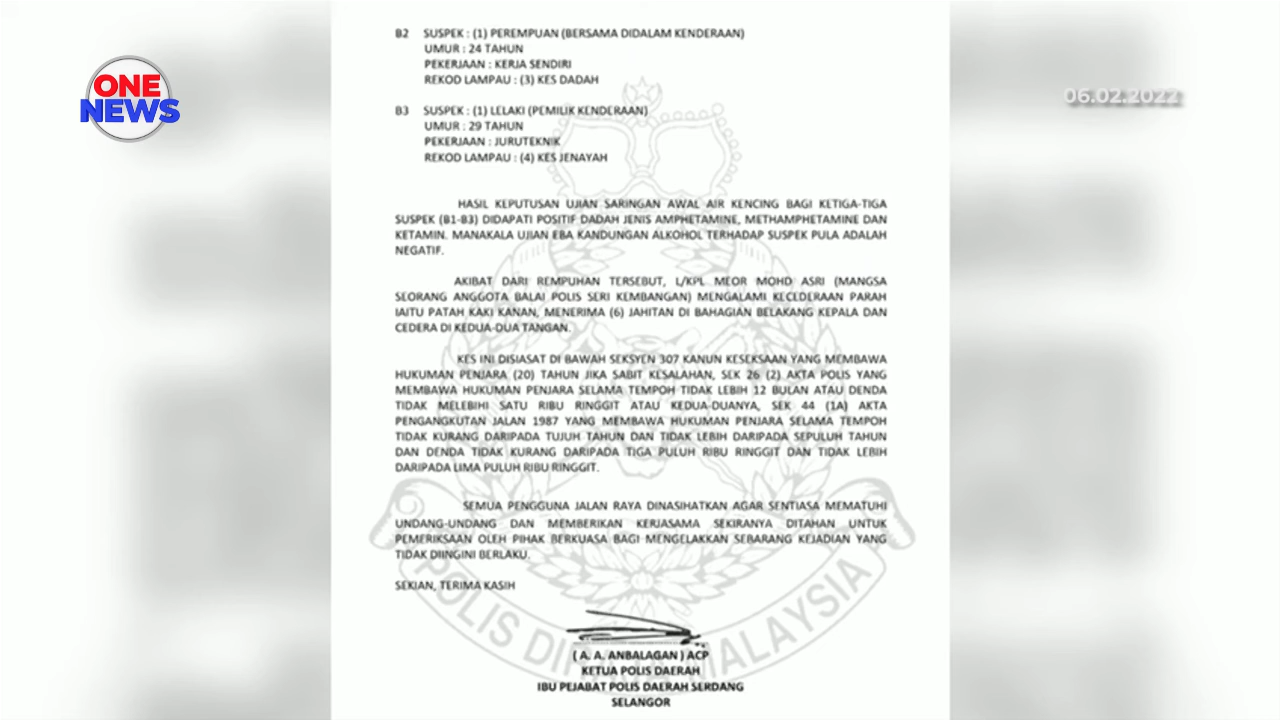 ONE
NEWS
06.02.2022
B2 SUSPEK : (1) PEREMPUAN (BERSAMA DIDALAM KENDERAAN)
UMUR : 24 TAHUN
PEKERJAAN : KERJA SENDIRI
REKOD LAMPAU : (3) KES DADAH
B3 SUSPEK : (1) LELAKI (PEMILIK KENDERAAN)
UMUR : 29 TAHUN
PEKERJAAN : JURUTEKNIK
REKOD LAMPAU : (4) KES JENAYAH
HASIL KEPUTUSAN UJIAN SARINGAN AWAL AIR KENCING BAGI KETIGA-TIGA
SUSPEK (B1-B3) DIDAPATI POSITIF DADAH JENIS AMPHETAMINE, METHAMPHETAMINE DAN
KETAMIN. MANAKALA UJIAN EBA KANDUNGAN ALKOHOL TERHADAP SUSPEK PULA ADALAH
NEGATIF.
AKIBAT DARI REMPUHAN TERSEBUT, L/KPL MEOR MOHD ASRI (MANGSA
SEORANG ANGGOTA BALAI POLIS SERI KEMBANGAN) MENGALAMI KECEDERAAN PARAH
IAITU PATAH KAKI KANAN, MENERIMA (6) JAHITAN DI BAHAGIAN BELAKANG KEPALA DAN
CEDERA DI KEDUA-DUA TANGAN.
KES INI DISIASAT DI BAWAH SEKSYEN 307 KANUN KESEKSAAN YANG MEMBAWA
HUKUMAN PENJARA (20) TAHUN JIKA SABIT KESALAHAN, SEK 26 (2) AKTA POLIS YANG
MEMBAWA HUKUMAN PENJARA SELAMA TEMPOH TIDAK LEBIH 12 BULAN ATAU DENDA
TIDAK MELEBIHI SATU RIBU RINGGIT ATAU KEDUA-DUANYA, SEK 44 (1A) AKTA
PENGANGKUTAN JALAN 1987 YANG MEMBAWA HUKUMAN PENJARA SELAMA TEMPOH
TIDAK KURANG DARIPADA TUJUH TAHUN DAN TIDAK LEBIH DARIPADA SEPULUH TAHUN
DAN DENDA TIDAK KURANG DARIPADA TIGA PULUH RIBU RINGGIT DAN TIDAK LEBIH
DARIPADA LIMA PULUH RIBU RINGGIT.
SEMUA PENGGUNA JALAN RAYA DINASIHATKAN AGAR SENTIASA MEMATUHI
UNDANG-UNDANG DAN MEMBERIKAN KERJASAMA SEKIRANYA DITAHAN UNTUK
PEMERIKSAAN OLEH PIHAK BERKUASA BAGI MENGELAKKAN SEBARANG KEJADIAN YANG
TIDAK DIINGINI BERLAKU.
SEKIAN, TERIMA KASIH
( A. A. ANBALAGAN ) ACP
KETUA POLIS DAERAH
IBU PEJABAT POLIS DAERAH SERDANG
SELANGOR
POLIS MALAYSIA